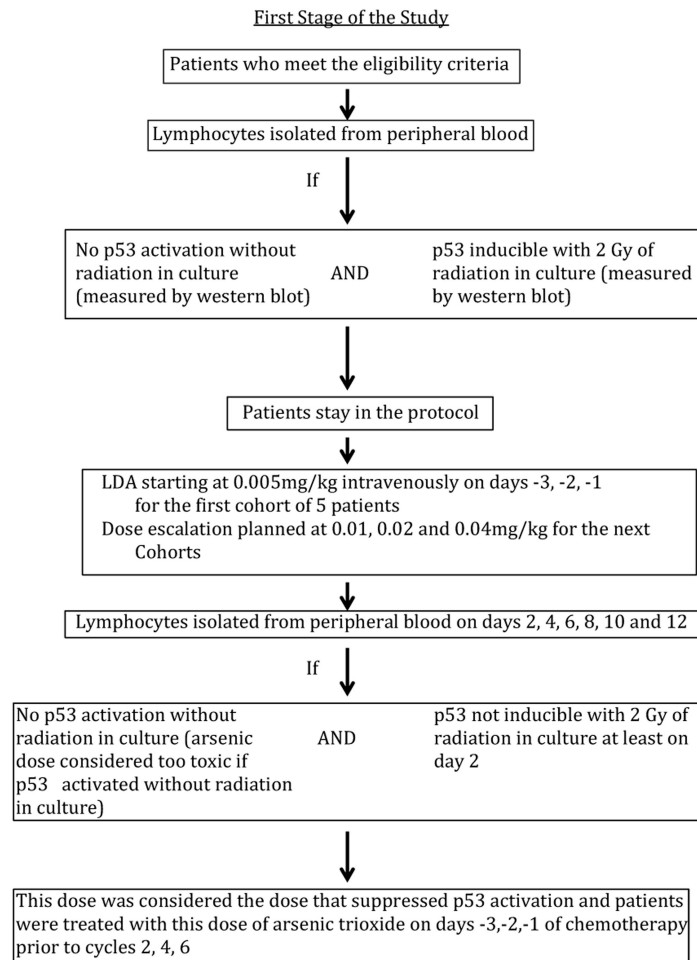 First Stage of the Study
Patients who meet the eligibility criteria
Lymphocytes isolated from peripheral blood
If
No p53 activation without
radiation in culture
(measured by western blot)
AND
p53 inducible with 2 Gy of
radiation in culture (measured
by western blot)
Patients stay in the protocol
LDA starting at 0.005mg/kg intravenously on days -3, -2, -1
for the first cohort of 5 patients
Dose escalation planned at 0.01, 0.02 and 0.04mg/kg for the next
Cohorts
Lymphocytes isolated from peripheral blood on days 2, 4, 6, 8, 10 and 12
If
No p53 activation without
radiation in culture (arsenic
dose considered too toxic if
p53 activated without radiation
in culture)
AND
p53 not inducible with 2 Gy of
radiation in culture at least on
day 2
This dose was considered the dose that suppressed p53 activation and patients
were treated with this dose of arsenic trioxide on days -3,-2,-1 of chemotherapy
prior to cycles 2, 4, 6